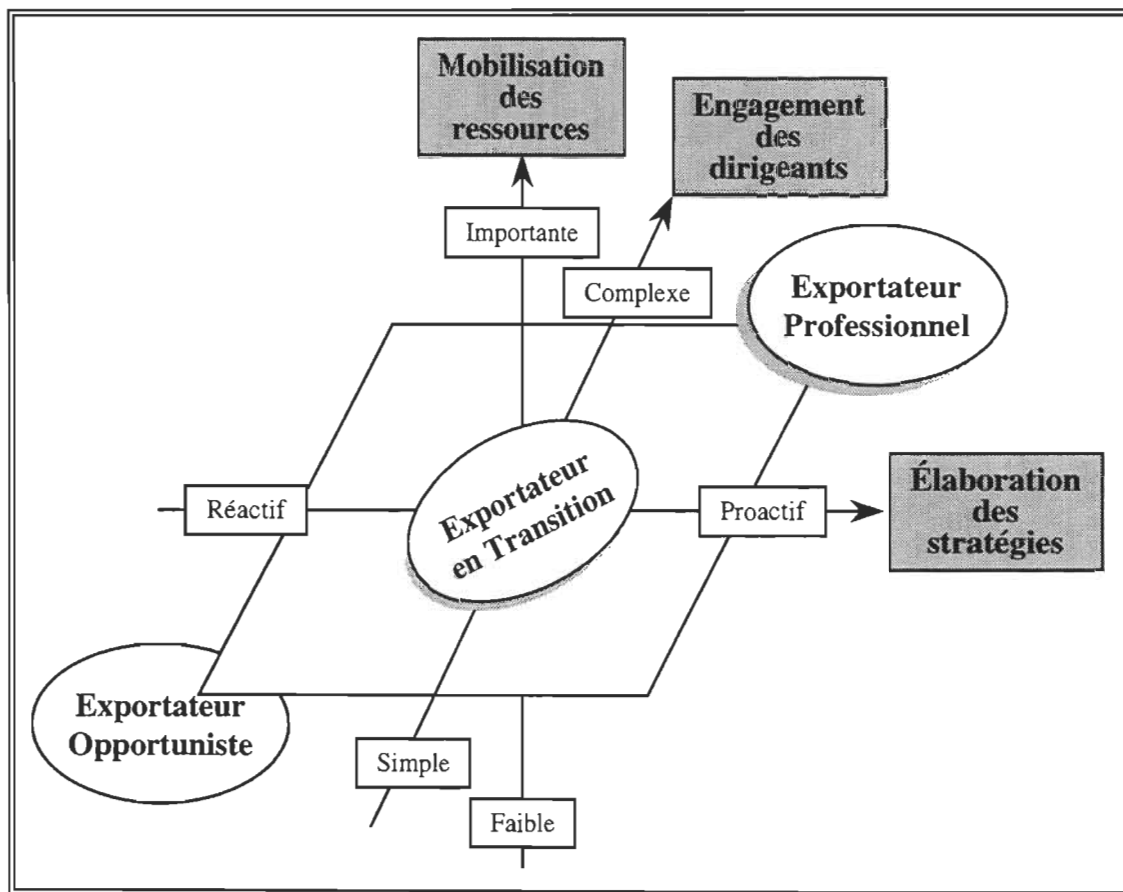 Mobilisation
des
ressources
Engagement
des
dirigeants
Importante
Complexe
Exportateur
Professionnel
Réactif
Exportateur
en Transition
Proactif
Élaboration
des
stratégies
Exportateur
Opportuniste
Simple
Faible